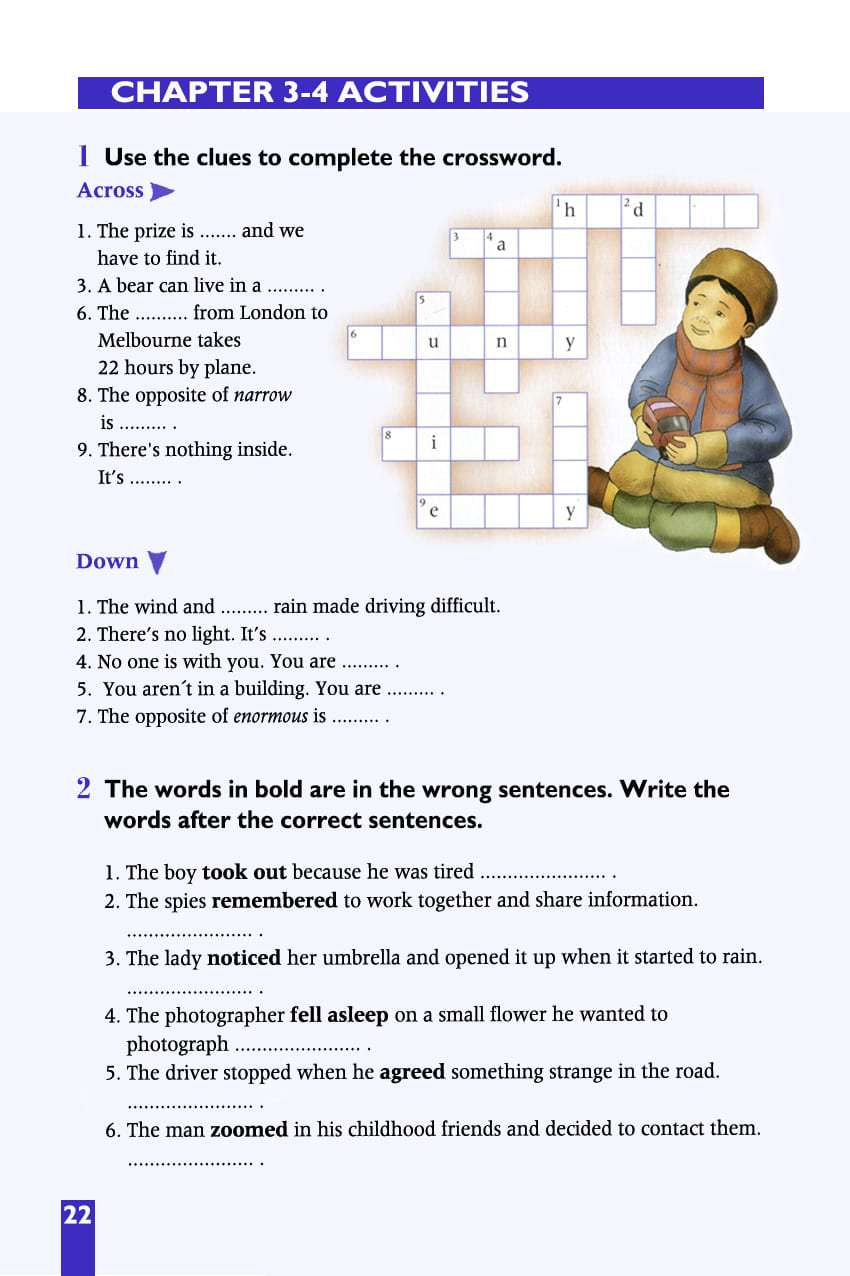 CHAPTER 3-4 ACTIVITIES
1 Use the clues to complete the crossword.
Across
1. The prize is ....... and we
have to find it.
3. A bear can live in a ......... .
6. The .......... from London to
Melbourne takes
22 hours by plane.
8. The opposite of narrow
is ......... .
9. There's nothing inside.
It's ........ .
1 h 2 d
3 4 a
5
6 u n y
7
8 i
9 e y
Down
1. The wind and ......... rain made driving difficult.
2. There's no light. It's ......... .
4. No one is with you. You are ......... .
5. You aren´t in a building. You are ......... .
7. The opposite of enormous is ......... .
2 The words in bold are in the wrong sentences. Write the
words after the correct sentences.
1. The boy took out because he was tired ....................... .
2. The spies remembered to work together and share information.
....................... .
3. The lady noticed her umbrella and opened it up when it started to rain.
....................... .
4. The photographer fell asleep on a small flower he wanted to
photograph ....................... .
5. The driver stopped when he agreed something strange in the road.
....................... .
6. The man zoomed in his childhood friends and decided to contact them.
....................... .
22